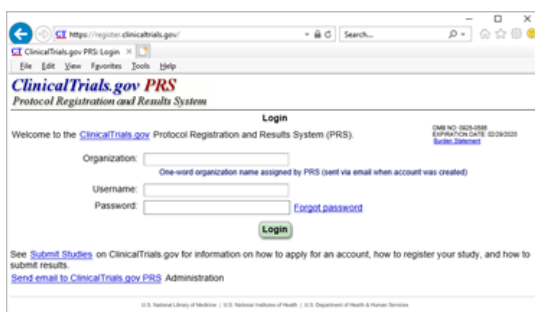 https://register.clinicaltrials.gov/
Search...
CT ClinicalTrials.gov PRS: Login
File Edit View Favorites Tools Help
ClinicalTrials.gov PRS
Protocol Registration and Results System
Login
Welcome to the ClinicalTrials.gov Protocol Registration and Results System (PRS).
OMB NO: 0925-0586
EXPIRATION DATE: 02/29/2020
Burden Statement
Organization:
One-word organization name assigned by PRS (sent via email when account was created)
Username:
Password:
Forgot password
Login
See Submit Studies on ClinicalTrials.gov for information on how to apply for an account, how to register your study, and how to
submit results.
Send email to ClinicalTrials.gov PRS Administration
U.S. National Library of Medicine | U.S. National Institutes of Health | U.S. Department of Health & Human Services